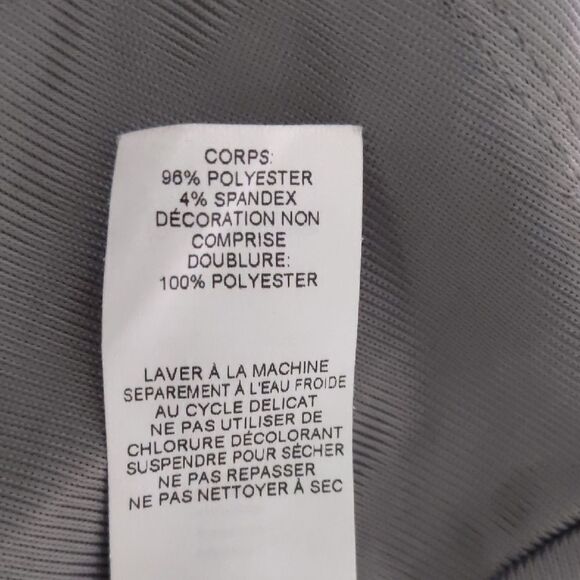 CORPS:
96% POLYESTER
4% SPANDEX
DÉCORATION NON
COMPRISE
DOUBLURE:
100% POLYESTER
LAVER À LA MACHINE
SEPAREMENT À L'EAU FROIDE
AU CYCLE DELICAT
NE PAS UTILISER DE
CHLORURE DÉCOLORANT
SUSPENDRE POUR SÉCHER
NE PAS REPASSER
NE PAS NETTOYER À SEC